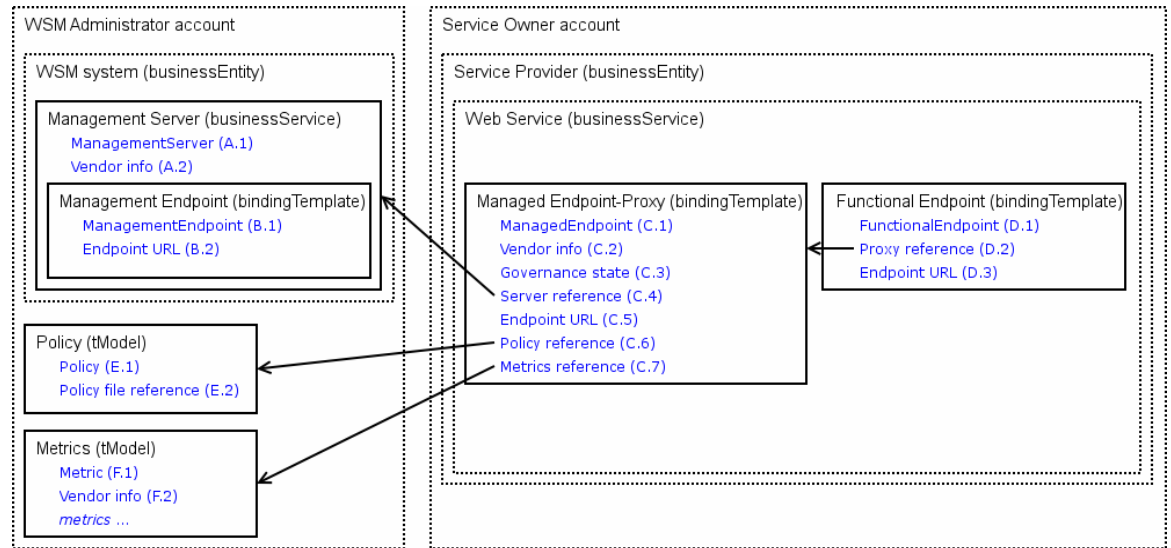 WSM Administrator account
WSM system (businessEntity)
Management Server (businessService)
ManagementServer (A.1)
Vendor info (A.2)
Management Endpoint (bindingTemplate)
ManagementEndpoint (B.1)
Endpoint URL (B.2)
Policy (tModel)
Policy (E.1)
Policy file reference (E.2)
Metrics (tModel)
Metric (F.1)
Vendor info (F.2)
metrics ...
Service Owner account
Service Provider (businessEntity)
Web Service (businessService)
Managed Endpoint-Proxy (bindingTemplate)
ManagedEndpoint (C.1)
Vendor info (C.2)
Governance state (C.3)
Server reference (C.4)
Endpoint URL (C.5)
Policy reference (C.6)
Metrics reference (C.7)
Functional Endpoint (bindingTemplate)
FunctionalEndpoint (D.1)
Proxy reference (D.2)
Endpoint URL (D.3)